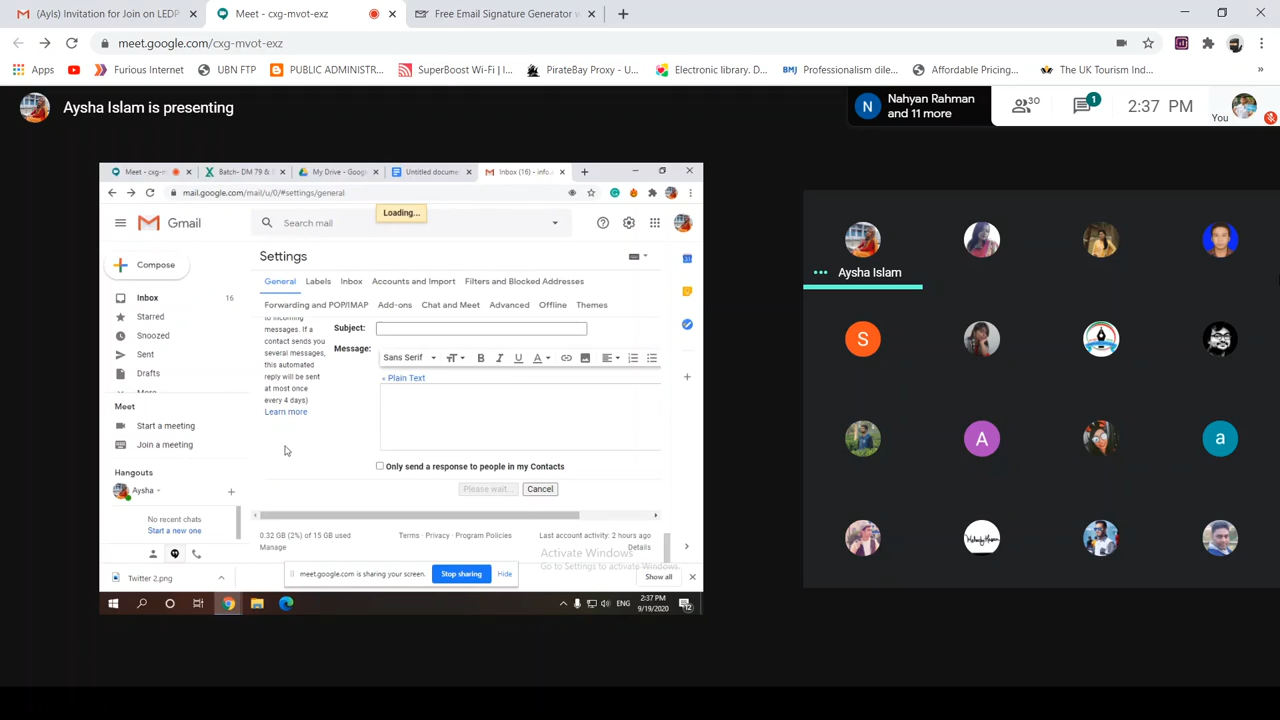 (Ayls) Invitation for Join on LEDP
Meet - cxg-mvot-exz
Free Email Signature Generator w
meet.google.com/cxg-mvot-exz
Apps
Furious Internet
UBN FTP
PUBLIC ADMINISTR...
SuperBoost Wi-Fi | I...
PirateBay Proxy - U...
Electronic library. D...
BMJ
Professionalism dile...
Affordable Pricing...
The UK Tourism Ind...
»
Aysha Islam is presenting
N
Nahyan Rahman
and 11 more
30
1
2:37 PM
You
Meet - cxg-m
Batch- DM 79 &
My Drive - Googl
Untitled docume
Inbox (16) - info.
mail.google.com/mail/u/0/#settings/general
Loading...
Gmail
Search mail
Compose
Inbox 16
Starred
Snoozed
Sent
Drafts
More
Meet
Start a meeting
Join a meeting
Hangouts
Aysha
No recent chats
Start a new one
Settings
General
Labels
Inbox
Accounts and Import
Filters and Blocked Addresses
Forwarding and POP/IMAP
Add-ons
Chat and Meet
Advanced
Offline
Themes
to incoming
messages. If a
contact sends you
several messages,
this automated
reply will be sent
at most once
every 4 days)
Learn more
Subject:
Message:
Sans Serif
B I U A
« Plain Text
Only send a response to people in my Contacts
Please wait...
Cancel
0.32 GB (2%) of 15 GB used
Manage
Terms · Privacy · Program Policies
Last account activity: 2 hours ago
Details
Activate Windows
Go to Settings to activate Windows.
Twitter 2.png
meet.google.com is sharing your screen.
Stop sharing
Hide
Show all
ENG
2:37 PM
9/19/2020
12
Aysha Islam
S
A
a